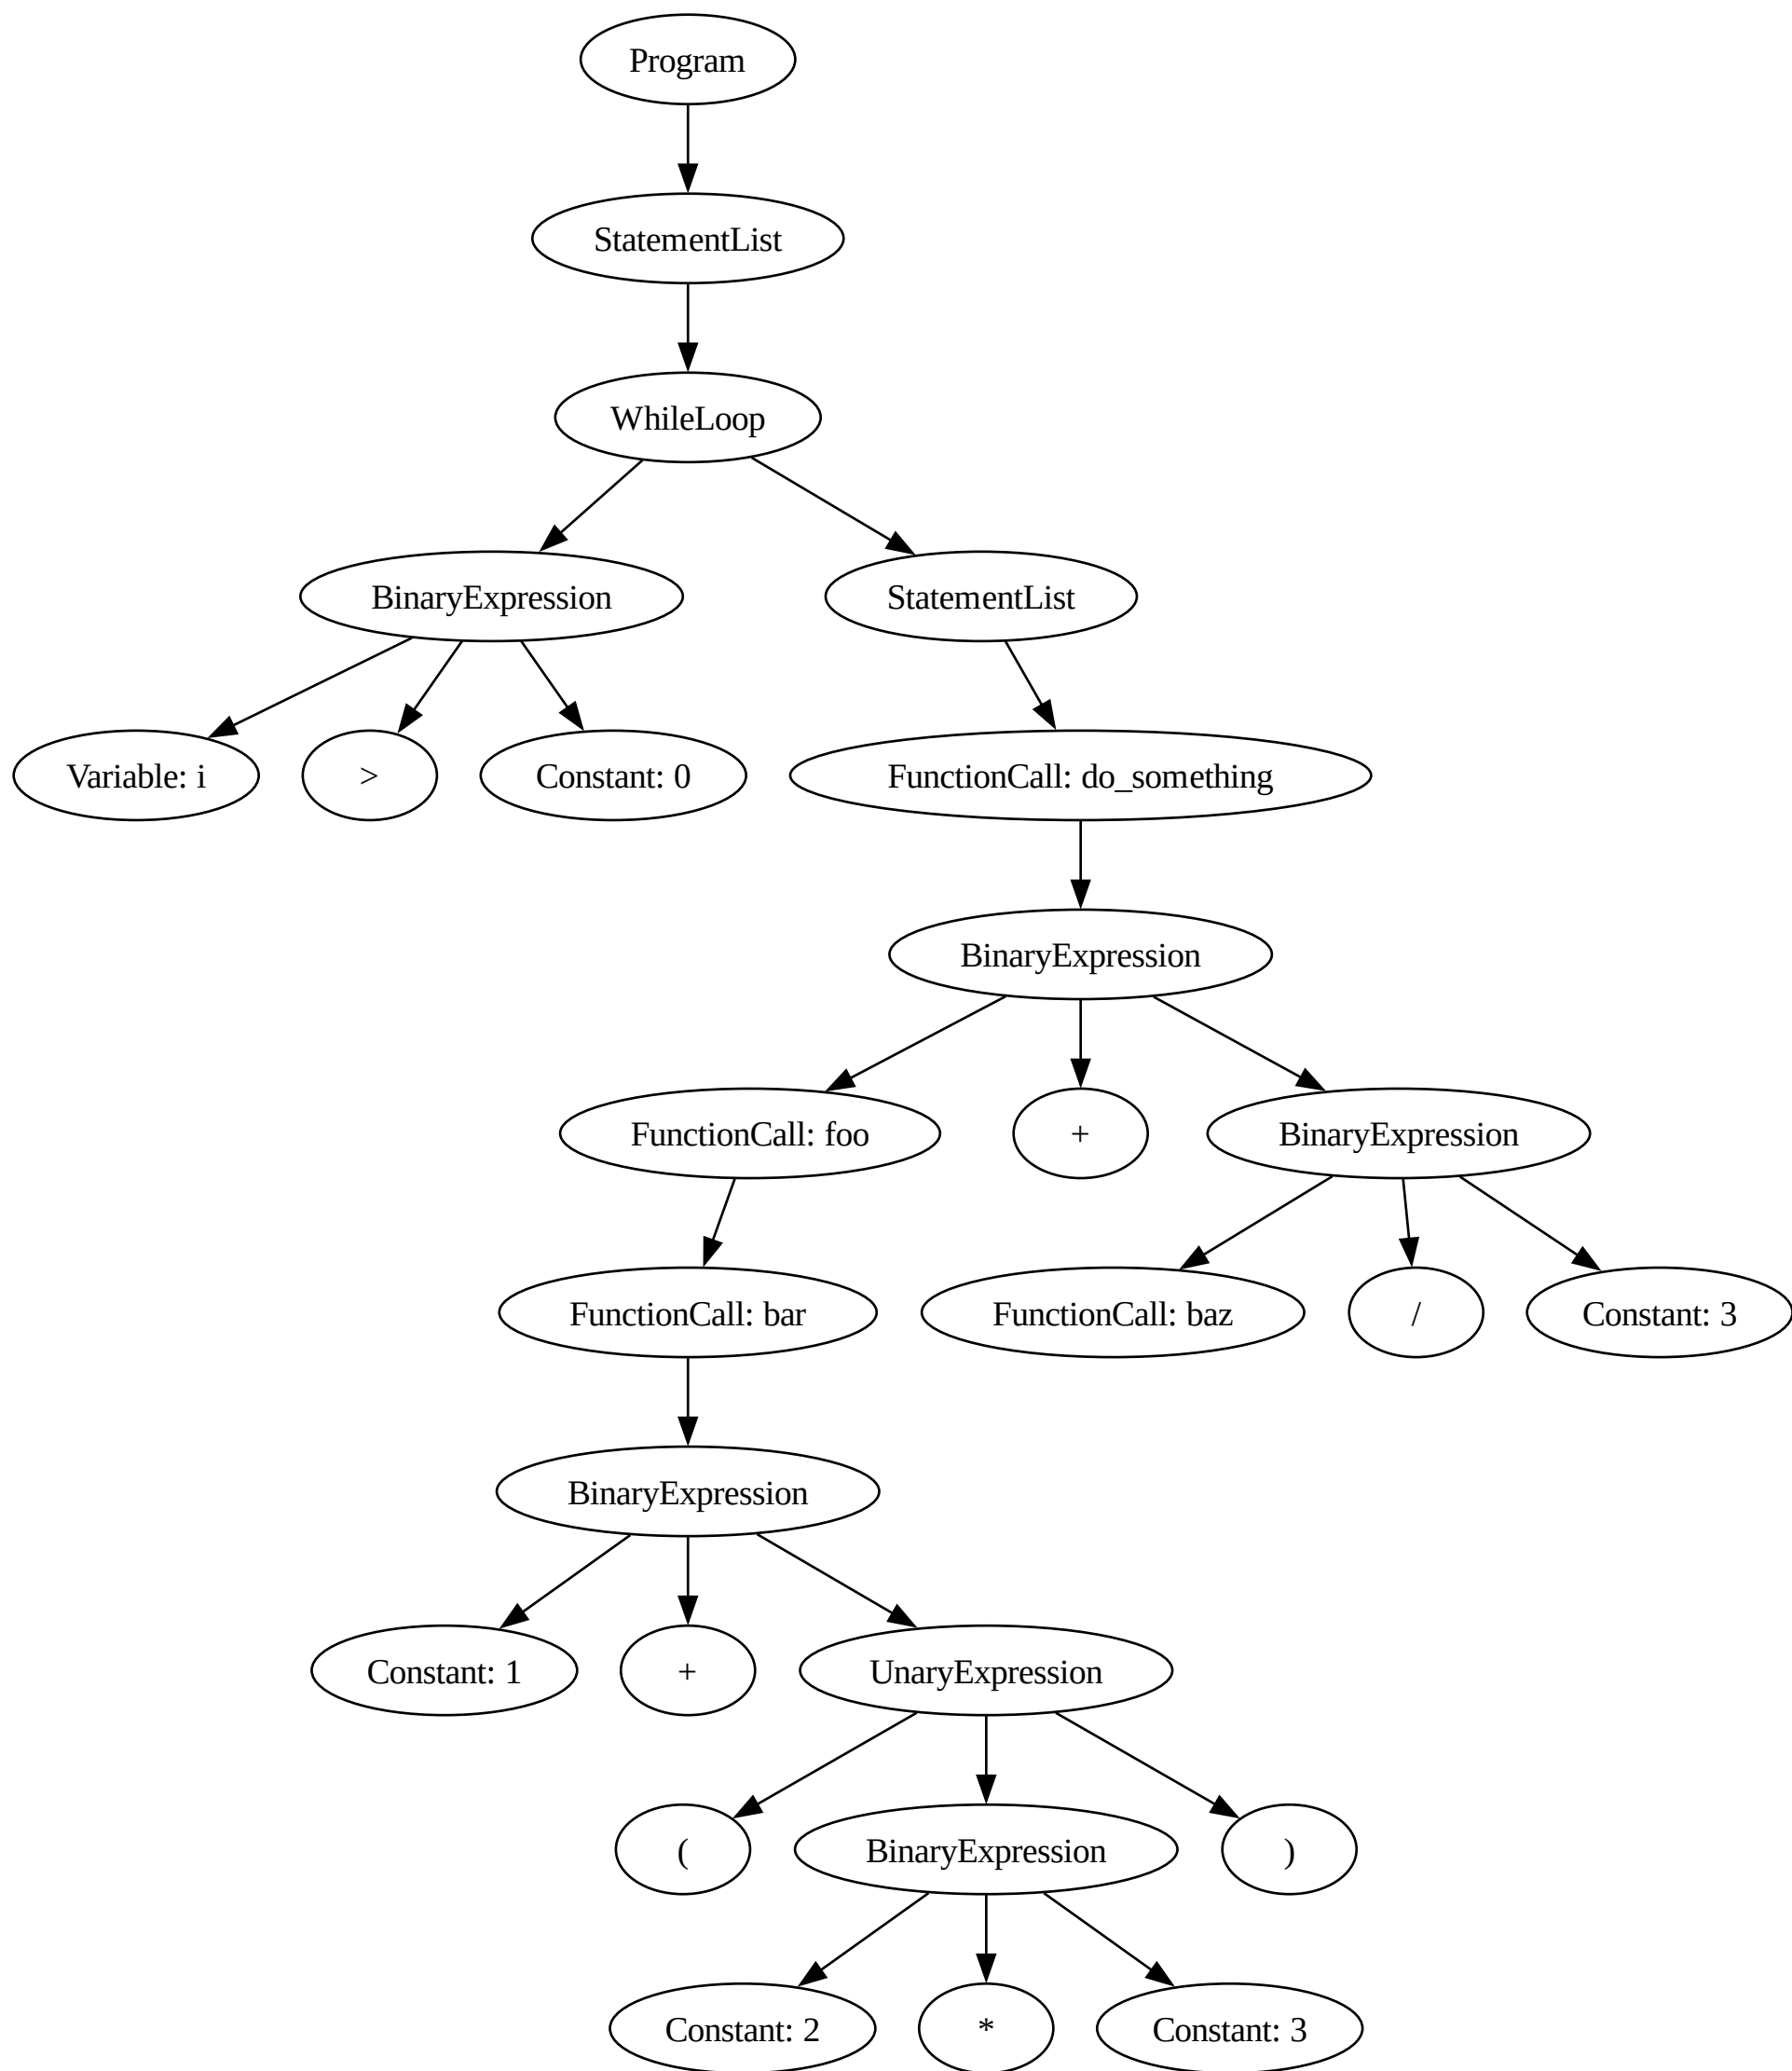 Program
StatementList
WhileLoop
BinaryExpression
StatementList
Variable: i
>
Constant: 0
FunctionCall: do_something
BinaryExpression
FunctionCall: foo
+
BinaryExpression
FunctionCall: bar
FunctionCall: baz
/
Constant: 3
BinaryExpression
Constant: 1
+
UnaryExpression
(
BinaryExpression
)
Constant: 2
*
Constant: 3